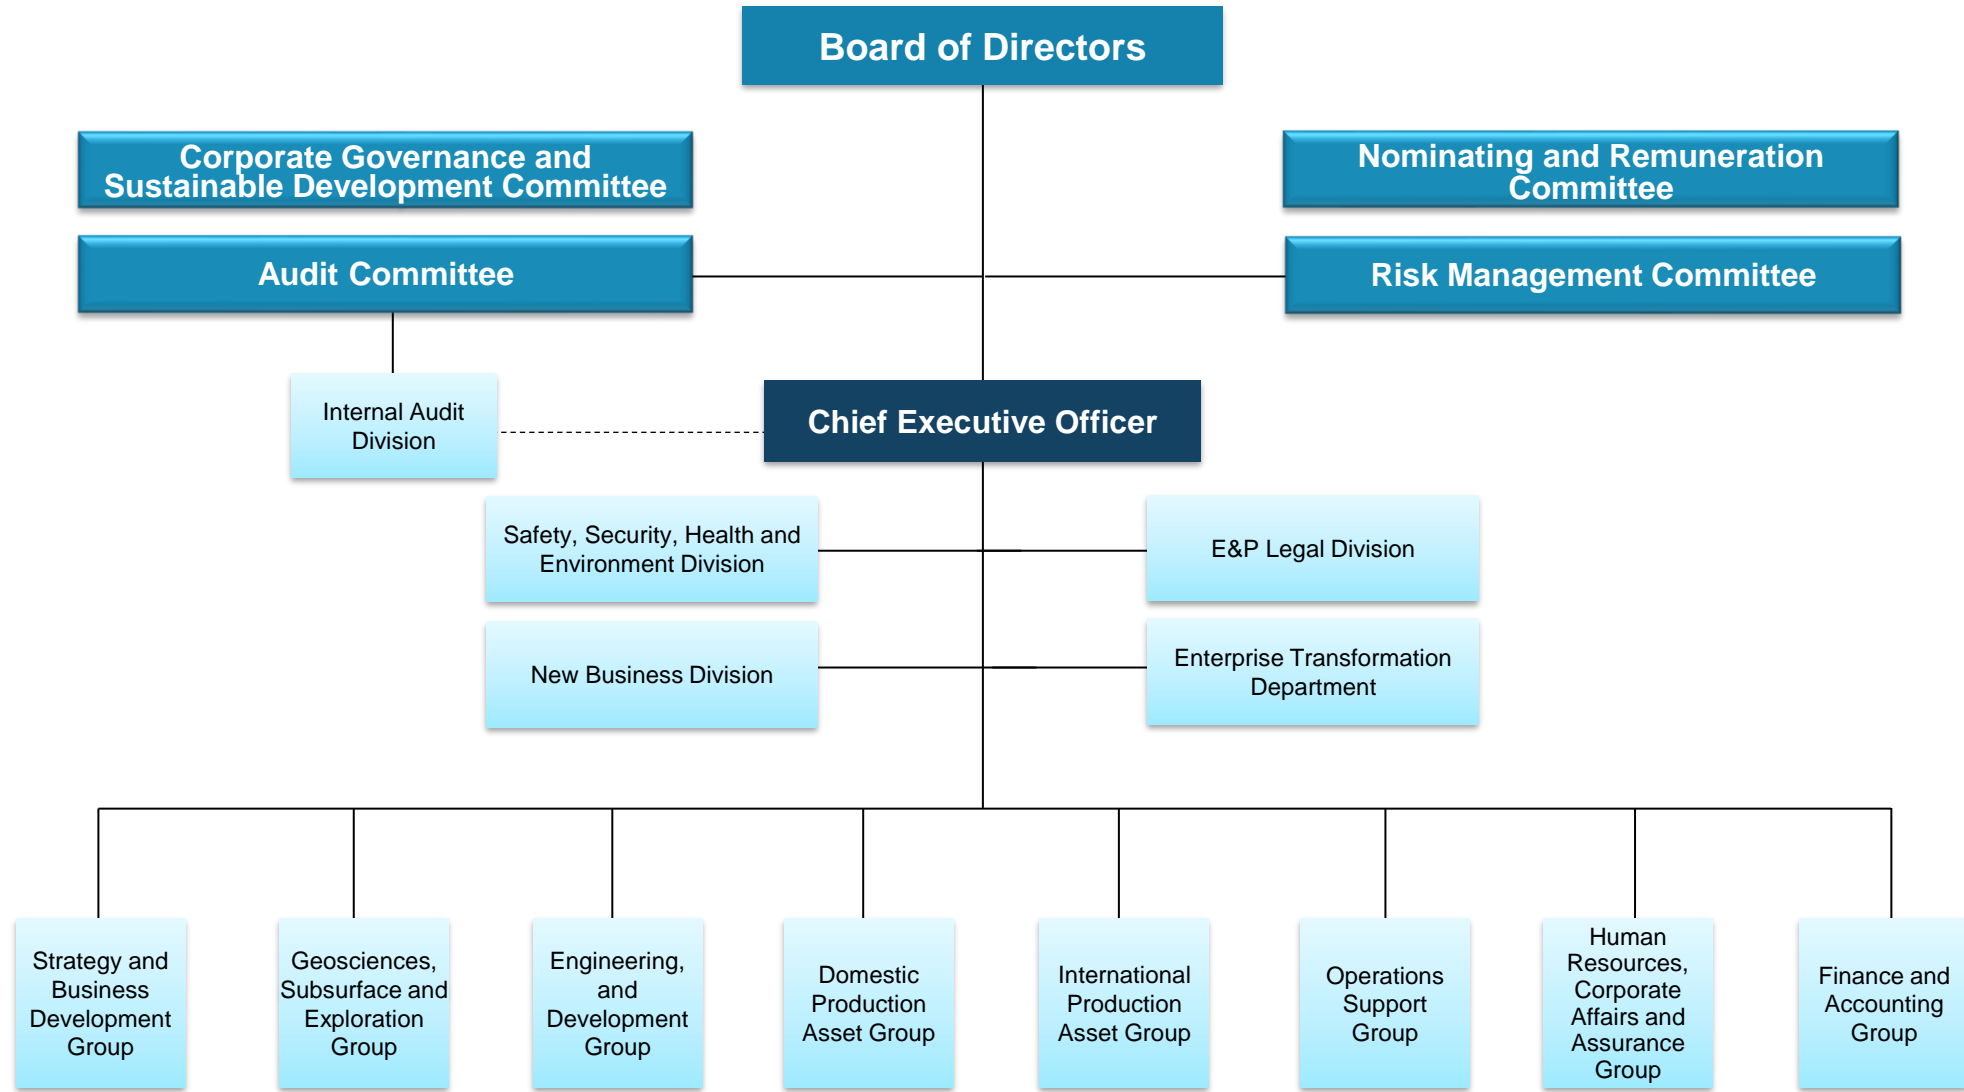 Board of Directors
Corporate Governance and
Sustainable Development Committee
Nominating and Remuneration
Committee
Audit Committee
Risk Management Committee
Internal Audit
Division
Chief Executive Officer
Safety, Security, Health and
Environment Division
E&P Legal Division
New Business Division
Enterprise Transformation
Department
Strategy and
Business
Development
Group
Geosciences,
Subsurface and
Exploration
Group
Engineering,
and
Development
Group
Domestic
Production
Asset Group
International
Production
Asset Group
Operations
Support
Group
Human
Resources,
Corporate
Affairs and
Assurance
Group
Finance and
Accounting
Group